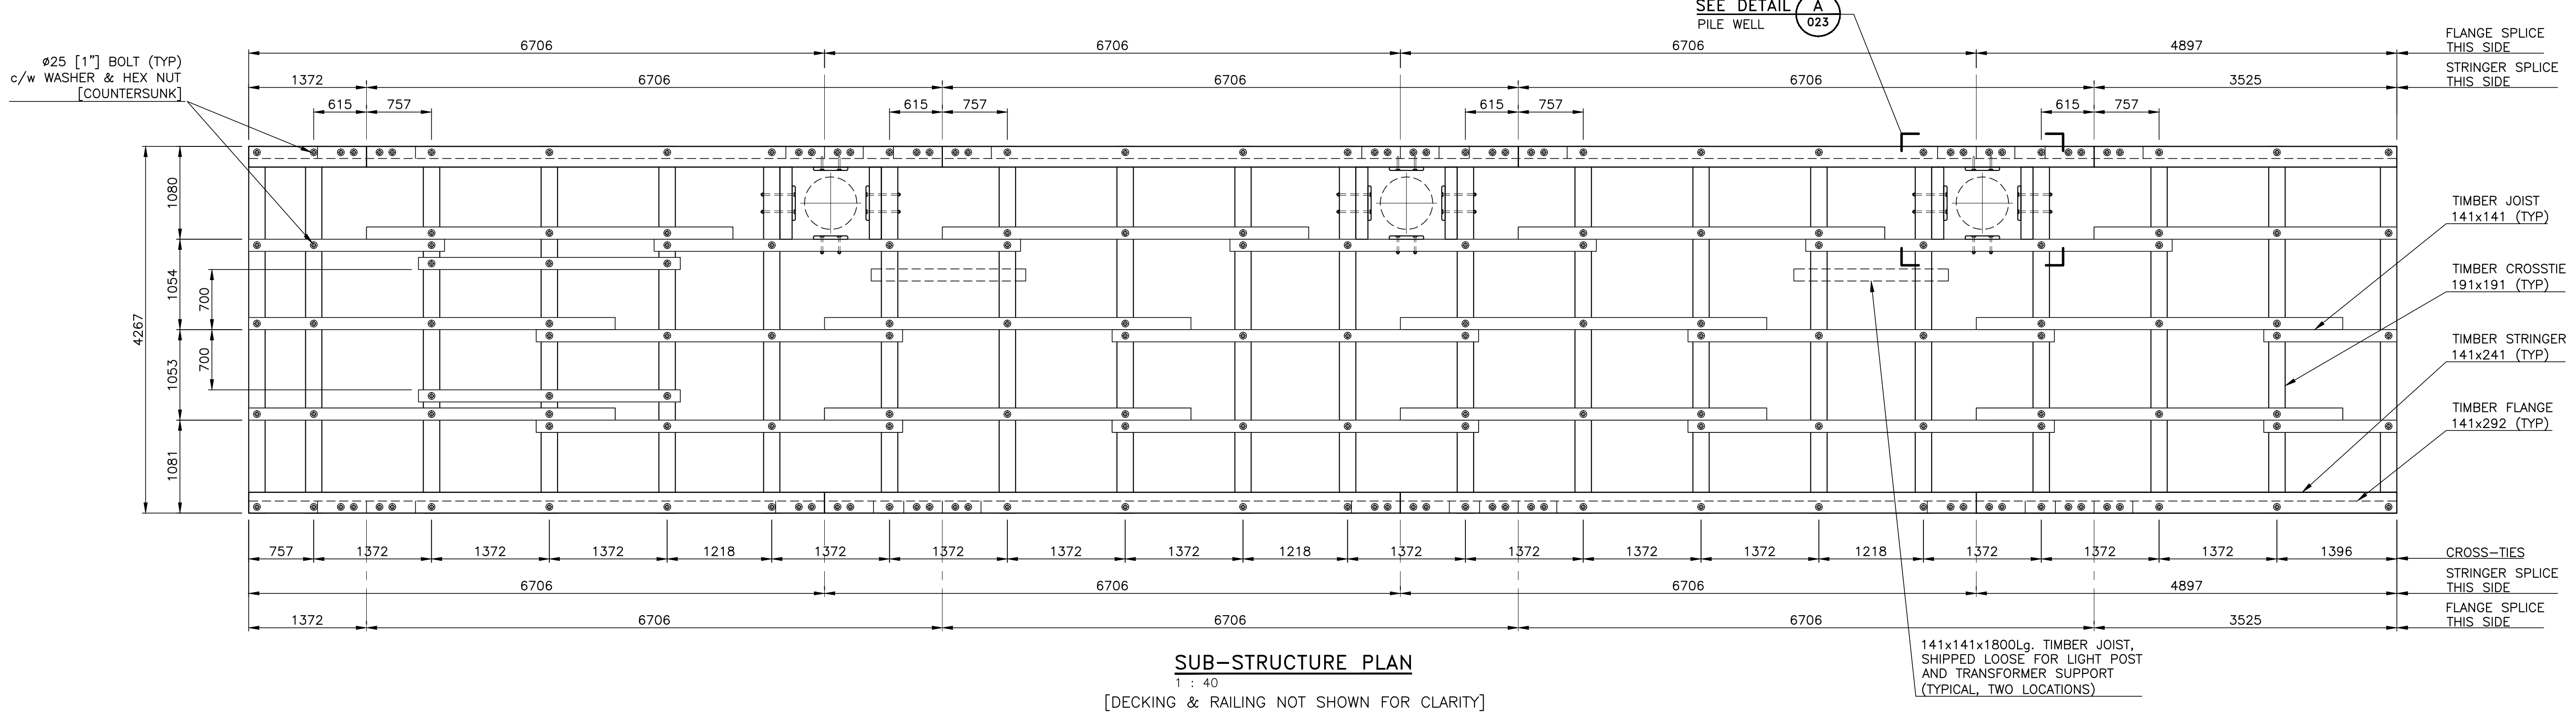 SEE DETAIL A
PILE WELL 023
6706 6706 6706 4897
FLANGE SPLICE
THIS SIDE
ø25 [1"] BOLT (TYP)
c/w WASHER & HEX NUT
[COUNTERSUNK]
1372 6706 6706 6706 3525
STRINGER SPLICE
THIS SIDE
615 757 615 757 615 757 615 757
4267
1080
1054
1053
1081
700
700
TIMBER JOIST
141x141 (TYP)
TIMBER CROSSTIE
191x191 (TYP)
TIMBER STRINGER
141x241 (TYP)
TIMBER FLANGE
141x292 (TYP)
757 1372 1372 1372 1218 1372 1372 1372 1372 1218 1372 1372 1372 1372 1218 1372 1372 1372 1396
CROSS-TIES
6706 6706 6706 4897
STRINGER SPLICE
THIS SIDE
1372 6706 6706 6706 3525
FLANGE SPLICE
THIS SIDE
141x141x1800Lg. TIMBER JOIST,
SHIPPED LOOSE FOR LIGHT POST
AND TRANSFORMER SUPPORT
(TYPICAL, TWO LOCATIONS)
SUB-STRUCTURE PLAN
1 : 40
[DECKING & RAILING NOT SHOWN FOR CLARITY]